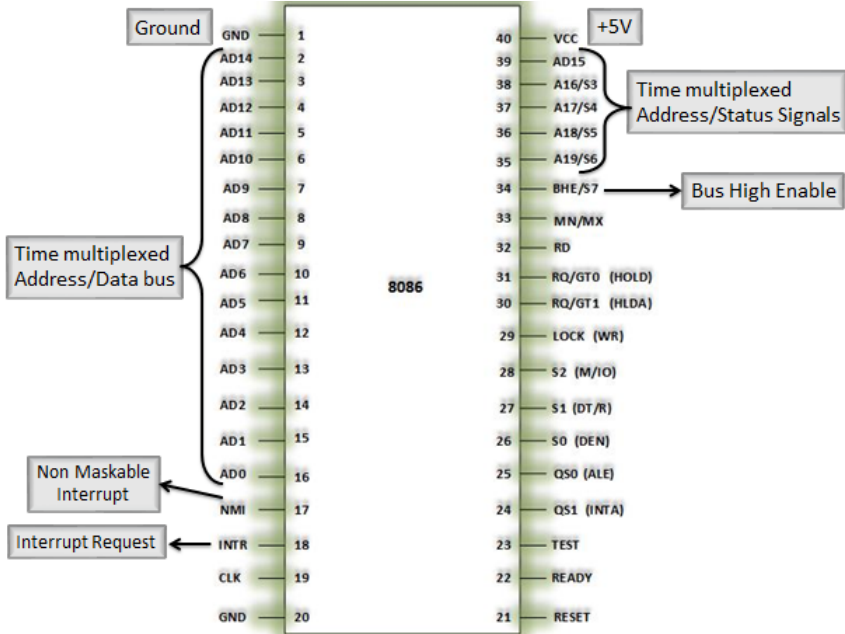 Ground
GND 1
AD14 2
AD13 3
AD12 4
AD11 5
AD10 6
AD9 7
AD8 8
AD7 9
AD6 10
AD5 11
AD4 12
AD3 13
AD2 14
AD1 15
AD0 16
NMI 17
INTR 18
CLK 19
GND 20
Time multiplexed
Address/Data bus
Non Maskable
Interrupt
Interrupt Request
8086
40 VCC
39 AD15
38 A16/S3
37 A17/S4
36 A18/S5
35 A19/S6
34 BHE/S7
33 MN/MX
32 RD
31 RQ/GT0 (HOLD)
30 RQ/GT1 (HLDA)
29 LOCK (WR)
28 S2 (M/IO)
27 S1 (DT/R)
26 S0 (DEN)
25 QS0 (ALE)
24 QS1 (INTA)
23 TEST
22 READY
21 RESET
+5V
Time multiplexed
Address/Status Signals
Bus High Enable